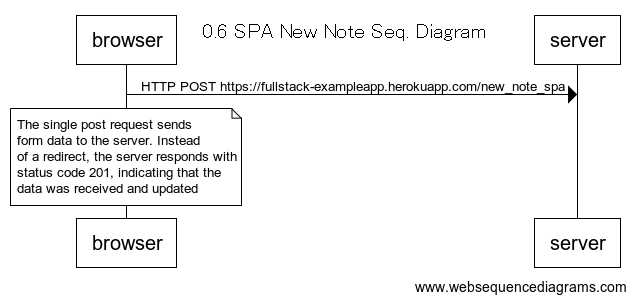 0.6 SPA New Note Seq. Diagram
browser
server
HTTP POST https://fullstack-exampleapp.herokuapp.com/new_note_spa
The single post request sends
form data to the server. Instead
of a redirect, the server responds with
status code 201, indicating that the
data was received and updated
browser
server
www.websequencediagrams.com